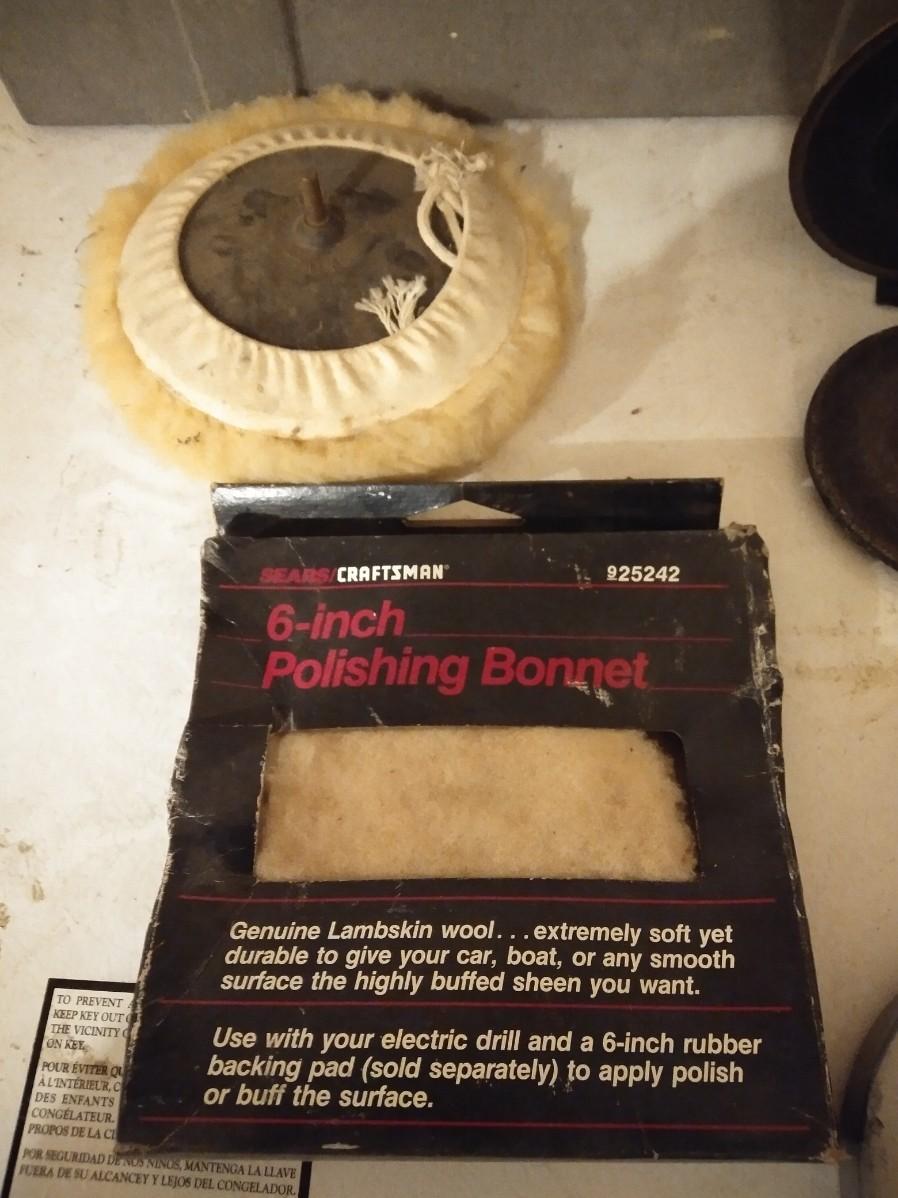 SEARS/CRAFTSMAN®
925242
6-inch
Polishing Bonnet
Genuine Lambskin wool...extremely soft yet
durable to give your car, boat, or any smooth
surface the highly buffed sheen you want.
Use with your electric drill and a 6-inch rubber
backing pad (sold separately) to apply polish
or buff the surface.
TO PREVENT
KEEP KEY OUT
THE VICINITY
ON KEY.
POUR ÉVITER
À L'INTÉRIEUR,
DES ENFANTS
CONGÉLATEUR.
PROPOS DE LA
POR SEGURIDAD DE NOS NINOS, MANTENGA LA LLAVE
FUERA DE SU ALCANCEY Y LEJOS DEL CONGELADOR.